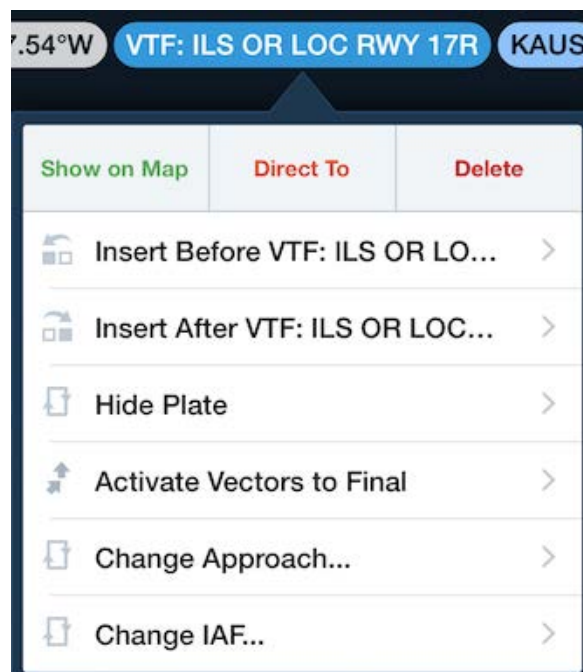 7.54°W VTF: ILS OR LOC RWY 17R KAUS
Show on Map Direct To Delete
Insert Before VTF: ILS OR LO...
Insert After VTF: ILS OR LOC...
Hide Plate
Activate Vectors to Final
Change Approach...
Change IAF...